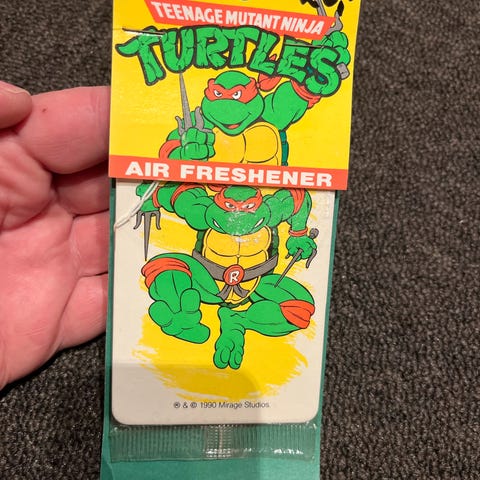 TEENAGE MUTANT NINJA
TURTLES
AIR FRESHENER
R
® & © 1990 Mirage Studios.